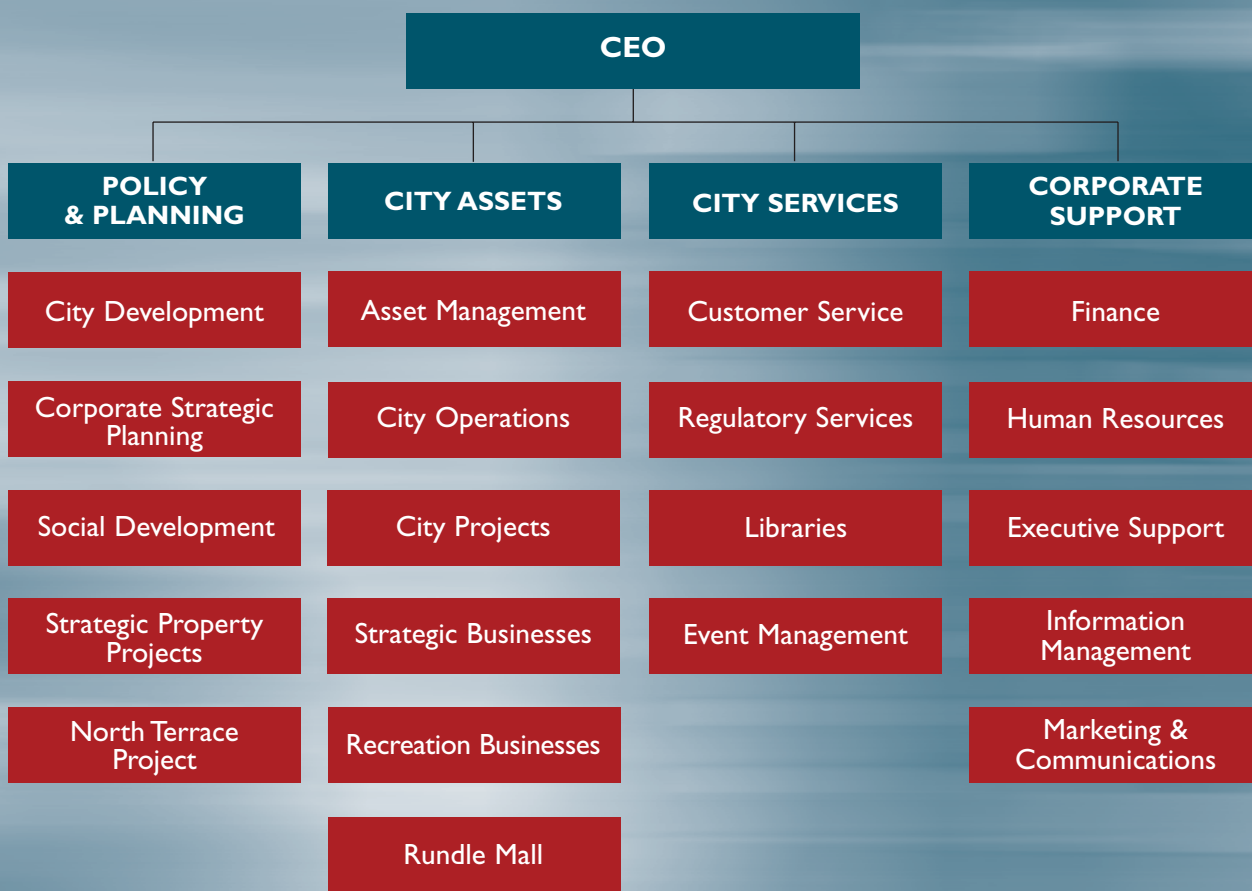 CEO
POLICY
& PLANNING
CITY ASSETS
CITY SERVICES
CORPORATE
SUPPORT
City Development
Asset Management
Customer Service
Finance
Corporate Strategic
Planning
City Operations
Regulatory Services
Human Resources
Social Development
City Projects
Libraries
Executive Support
Strategic Property
Projects
Strategic Businesses
Event Management
Information
Management
North Terrace
Project
Recreation Businesses
Marketing &
Communications
Rundle Mall